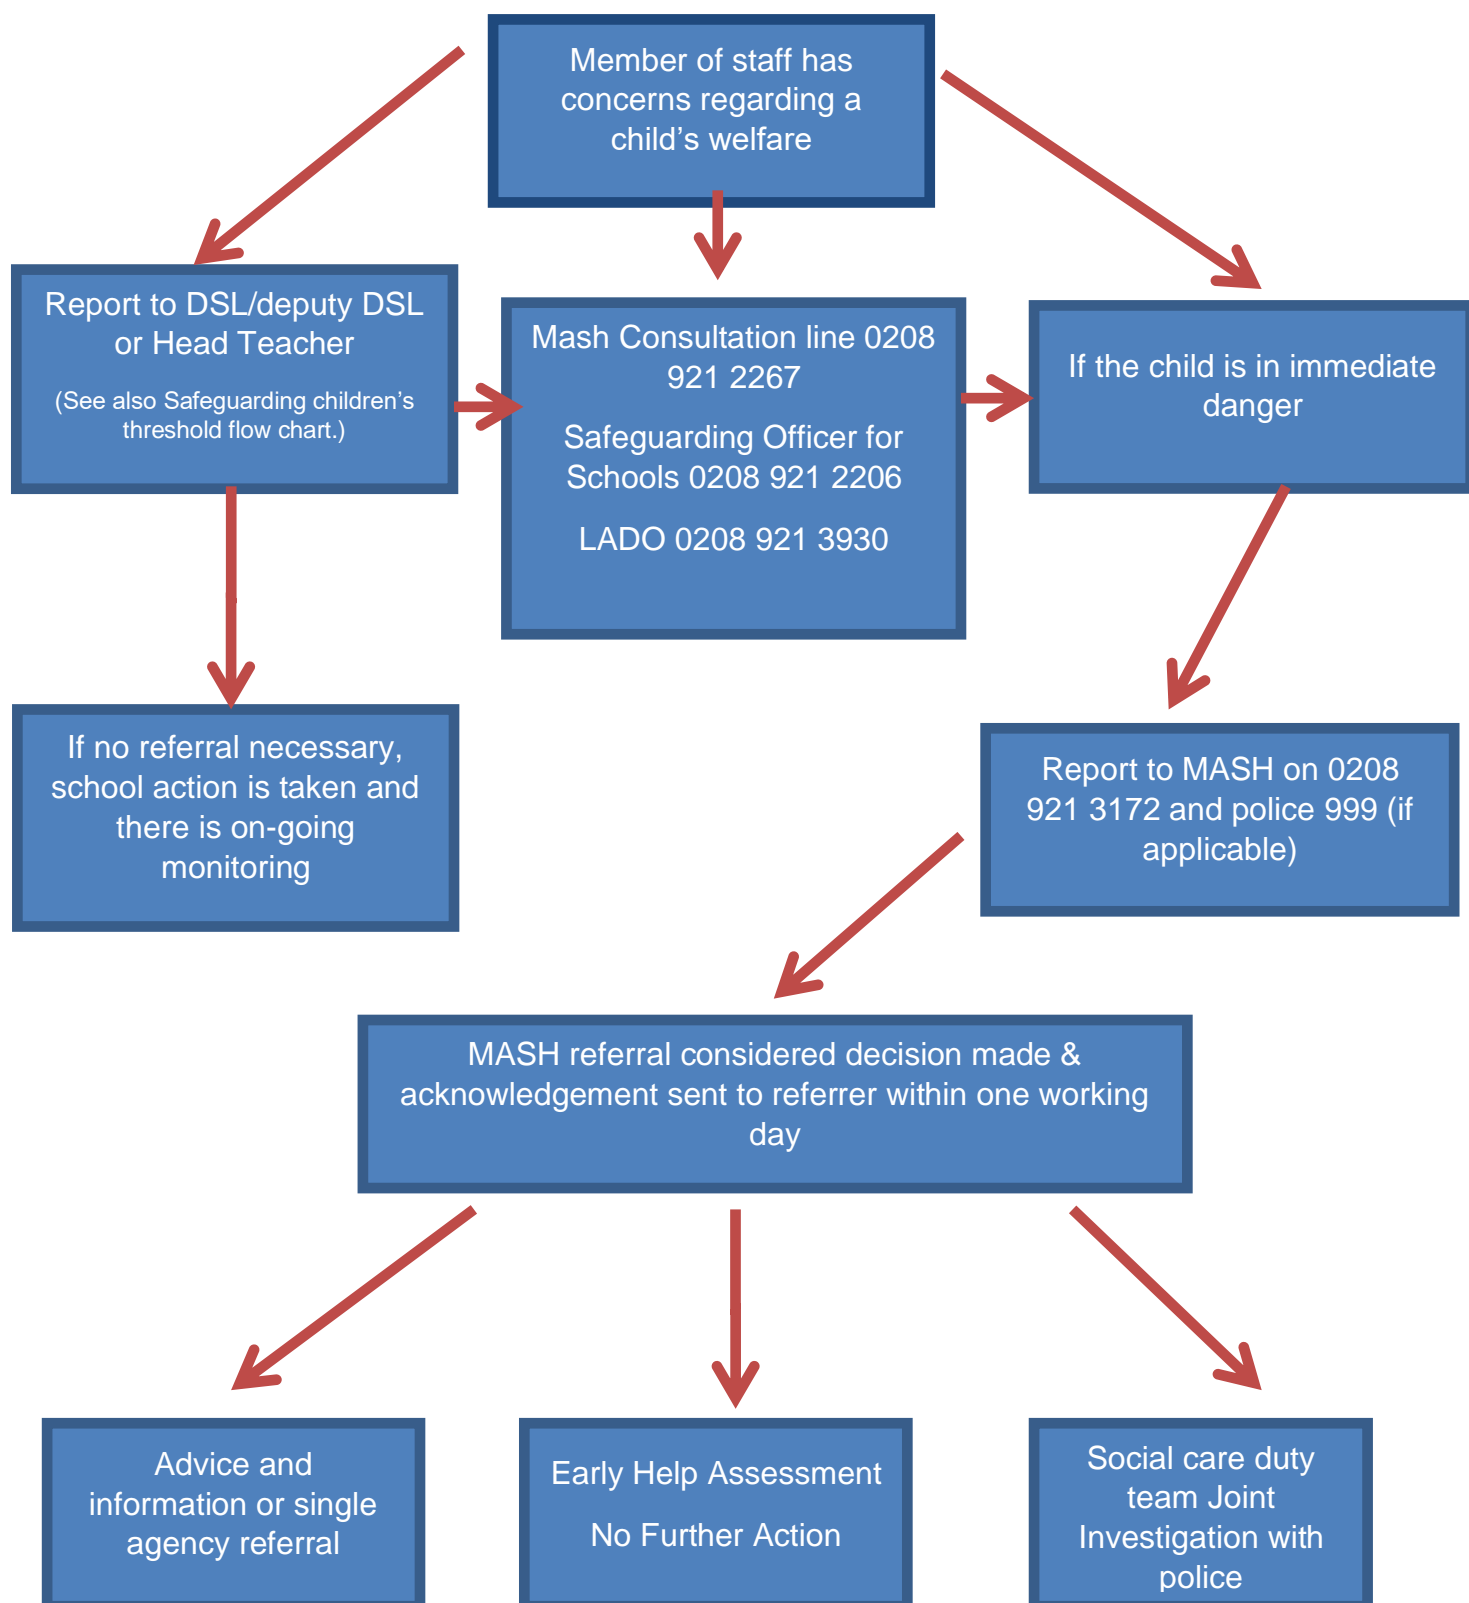 Member of staff has
concerns regarding a
child’s welfare
Report to DSL/deputy DSL
or Head Teacher
(See also Safeguarding children’s
threshold flow chart.)
Mash Consultation line 0208
921 2267
Safeguarding Officer for
Schools 0208 921 2206
LADO 0208 921 3930
If the child is in immediate
danger
If no referral necessary,
school action is taken and
there is on-going
monitoring
Report to MASH on 0208
921 3172 and police 999 (if
applicable)
MASH referral considered decision made &
acknowledgement sent to referrer within one working
day
Advice and
information or single
agency referral
Early Help Assessment
No Further Action
Social care duty
team Joint
Investigation with
police